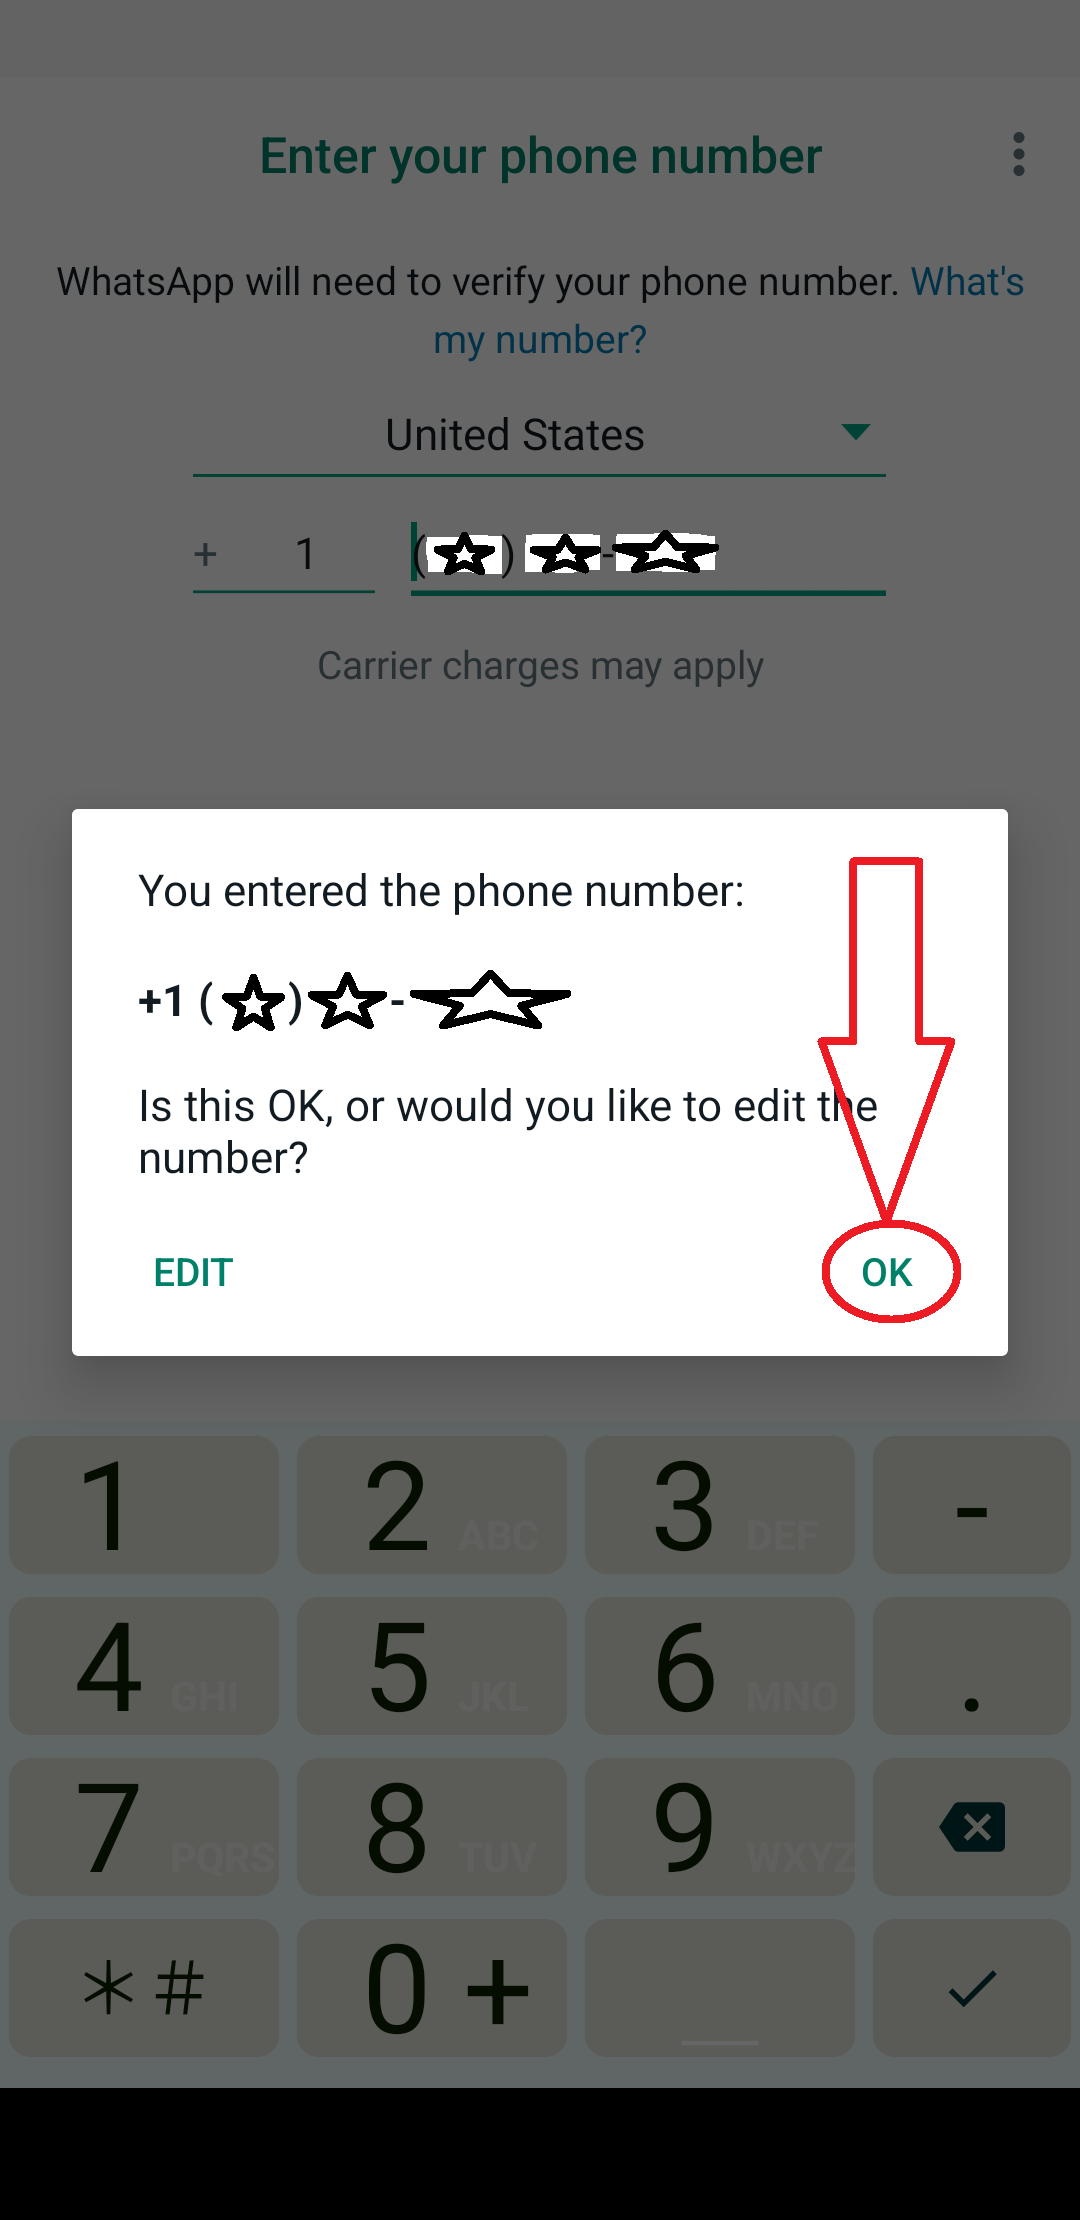 Enter your phone number
WhatsApp will need to verify your phone number. What's
my number?
United States
+ 1 ( ) -
Carrier charges may apply
You entered the phone number:
+1 ( ) -
Is this OK, or would you like to edit the
number?
EDIT OK
1 2 ABC 3 DEF -
4 GHI 5 JKL 6 MNO .
7 PQRS 8 TUV 9 WXYZ
*# 0 +